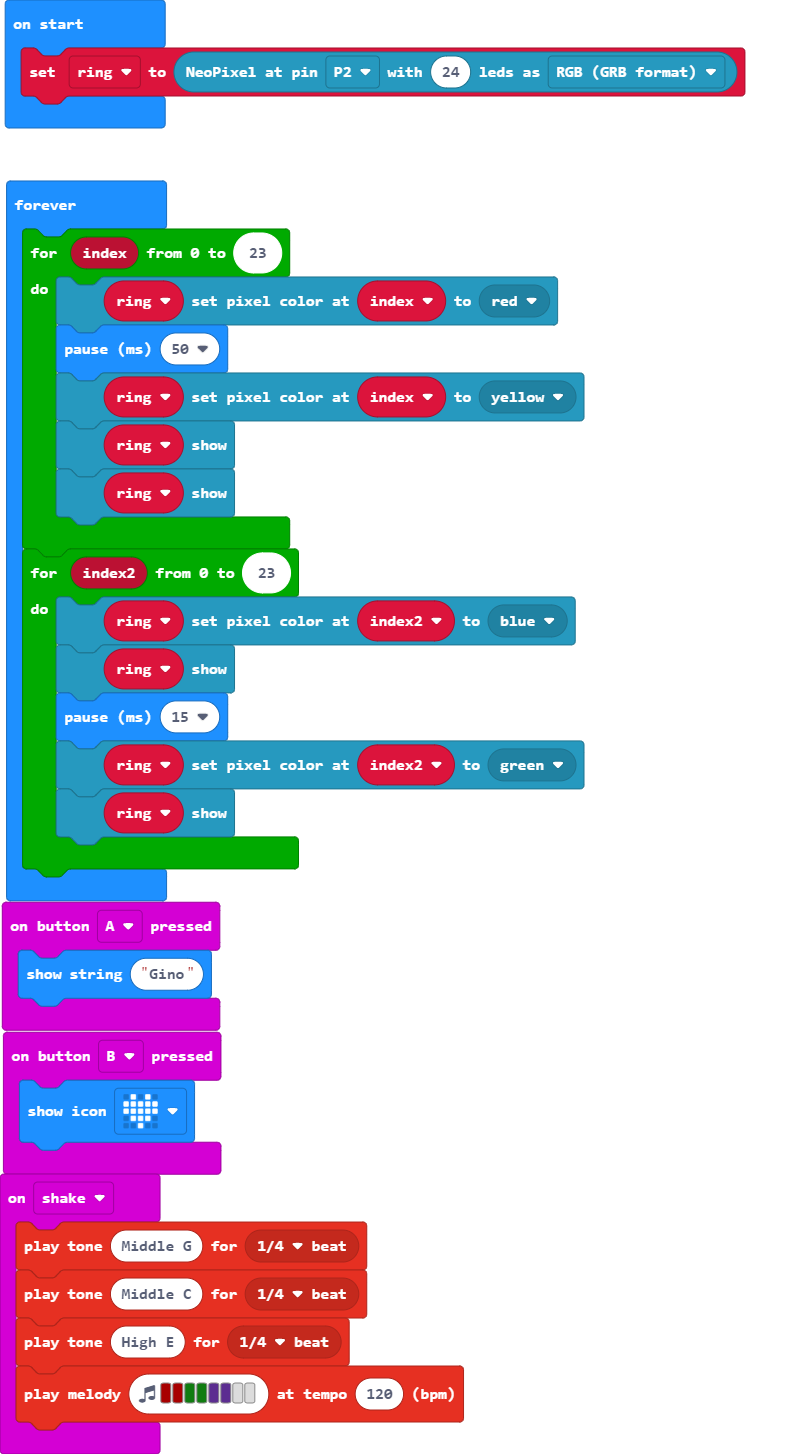 on start
set ring to NeoPixel at pin P2 with 24 leds as RGB (GRB format)
forever
for index from 0 to 23
do
ring set pixel color at index to red
pause (ms) 50
ring set pixel color at index to yellow
ring show
ring show
for index2 from 0 to 23
do
ring set pixel color at index2 to blue
ring show
pause (ms) 15
ring set pixel color at index2 to green
ring show
on button A pressed
show string "Gino"
on button B pressed
show icon
on shake
play tone Middle G for 1/4 beat
play tone Middle C for 1/4 beat
play tone High E for 1/4 beat
play melody at tempo 120 (bpm)